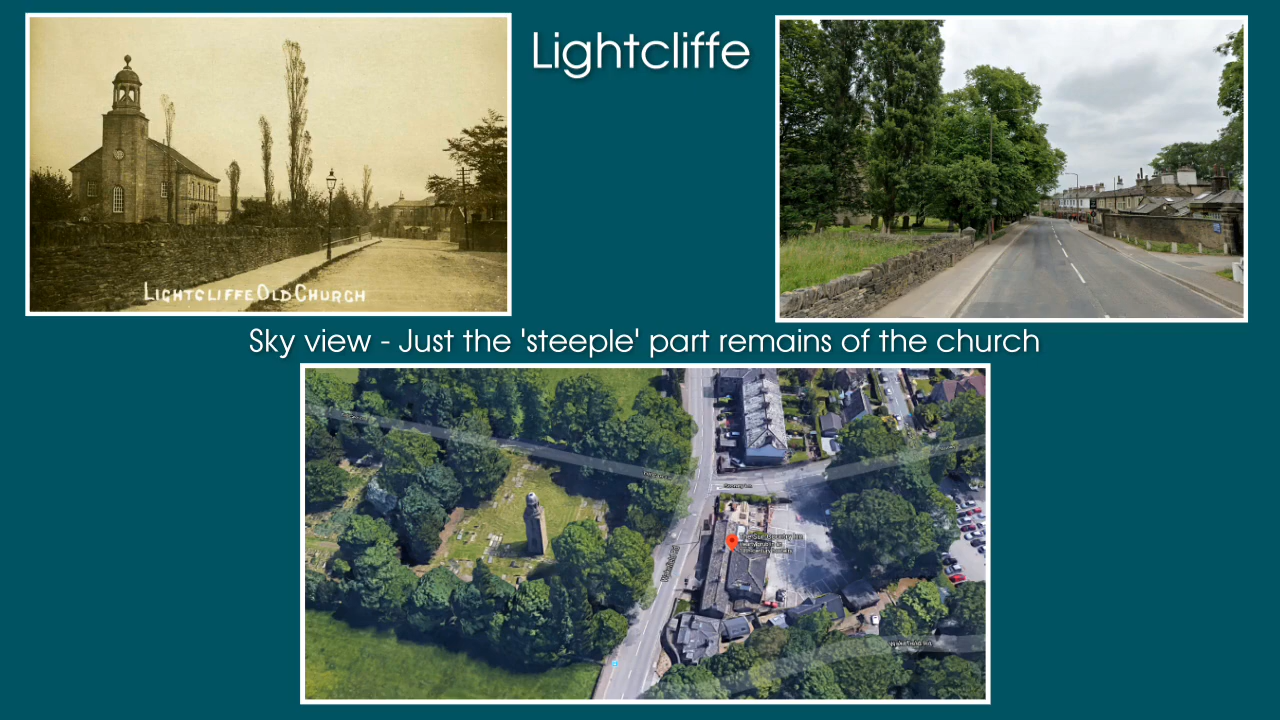 Lightcliffe
LIGHTCLIFFE OLD CHURCH
Sky view - Just the 'steeple' part remains of the church